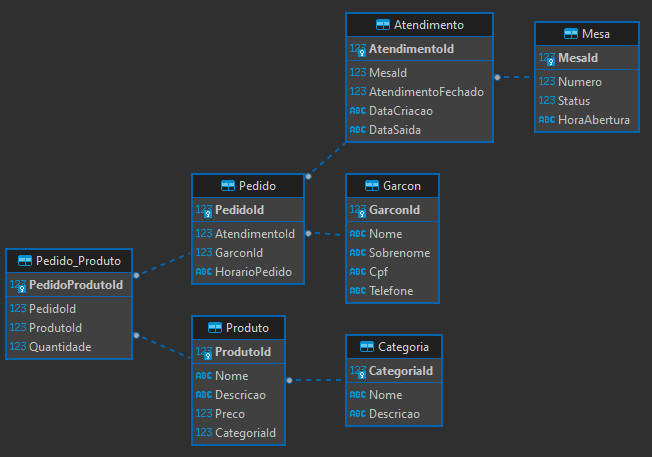 Atendimento
123 AtendimentoId
123 MesaId
123 AtendimentoFechado
ABC DataCriacao
ABC DataSaida
Mesa
123 MesaId
123 Numero
123 Status
ABC HoraAbertura
Pedido
123 PedidoId
123 AtendimentoId
123 GarconId
ABC HorarioPedido
Garcon
123 GarconId
ABC Nome
ABC Sobrenome
ABC Cpf
ABC Telefone
Pedido_Produto
123 PedidoProdutoId
123 PedidoId
123 ProdutoId
123 Quantidade
Produto
123 ProdutoId
ABC Nome
ABC Descricao
123 Preco
123 CategoriaId
Categoria
123 CategoriaId
ABC Nome
ABC Descricao